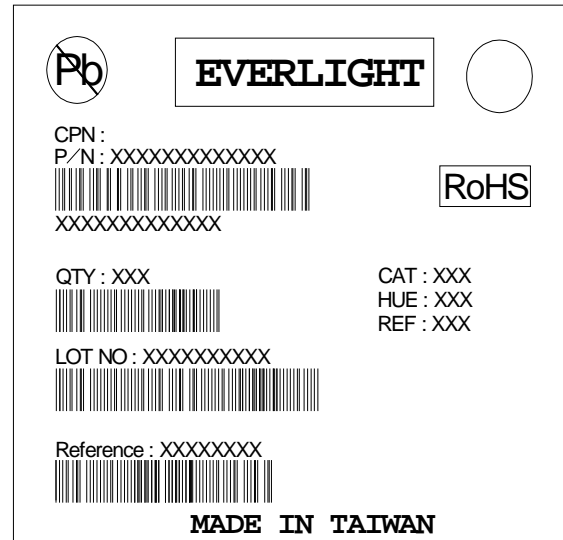 Pb
EVERLIGHT
CPN :
P/N : XXXXXXXXXXXXX
RoHS
XXXXXXXXXXXXX
QTY : XXX
CAT : XXX
HUE : XXX
REF : XXX
LOT NO : XXXXXXXXXX
Reference : XXXXXXXX
MADE IN TAIWAN